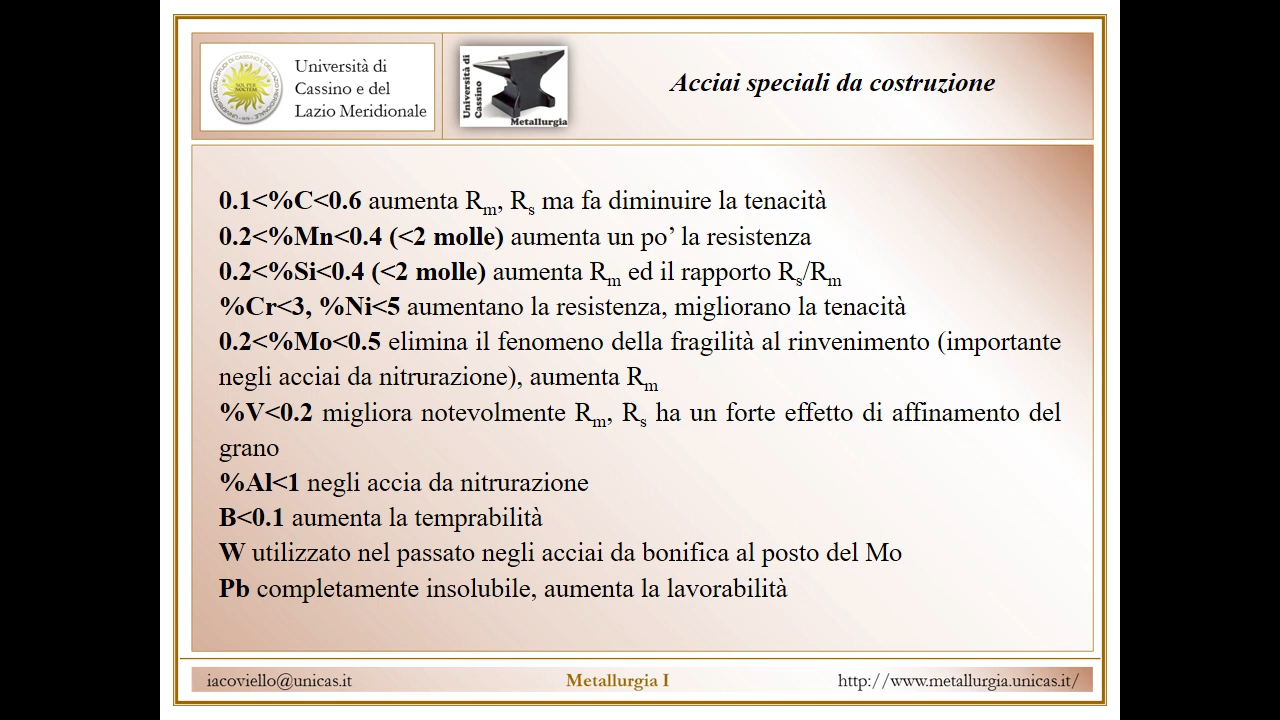 Università di
Cassino e del
Lazio Meridionale
Università di
Cassino
Metallurgia
Acciai speciali da costruzione
0.1<%C<0.6 aumenta Rm, Rs ma fa diminuire la tenacità
0.2<%Mn<0.4 (<2 molle) aumenta un po’ la resistenza
0.2<%Si<0.4 (<2 molle) aumenta Rm ed il rapporto Rs/Rm
%Cr<3, %Ni<5 aumentano la resistenza, migliorano la tenacità
0.2<%Mo<0.5 elimina il fenomeno della fragilità al rinvenimento (importante
negli acciai da nitrurazione), aumenta Rm
%V<0.2 migliora notevolmente Rm, Rs ha un forte effetto di affinamento del
grano
%Al<1 negli accia da nitrurazione
B<0.1 aumenta la temprabilità
W utilizzato nel passato negli acciai da bonifica al posto del Mo
Pb completamente insolubile, aumenta la lavorabilità
iacoviello@unicas.it
Metallurgia I
http://www.metallurgia.unicas.it/